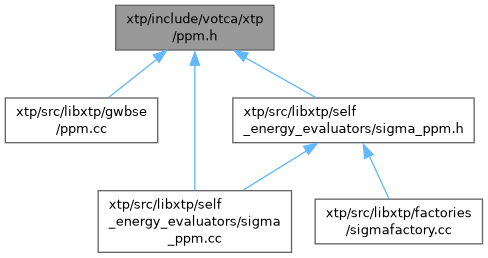 xtp/include/votca/xtp
/ppm.h
xtp/src/libxtp/gwbse
/ppm.cc
xtp/src/libxtp/self
_energy_evaluators/sigma_ppm.h
xtp/src/libxtp/self
_energy_evaluators/sigma
_ppm.cc
xtp/src/libxtp/factories
/sigmafactory.cc